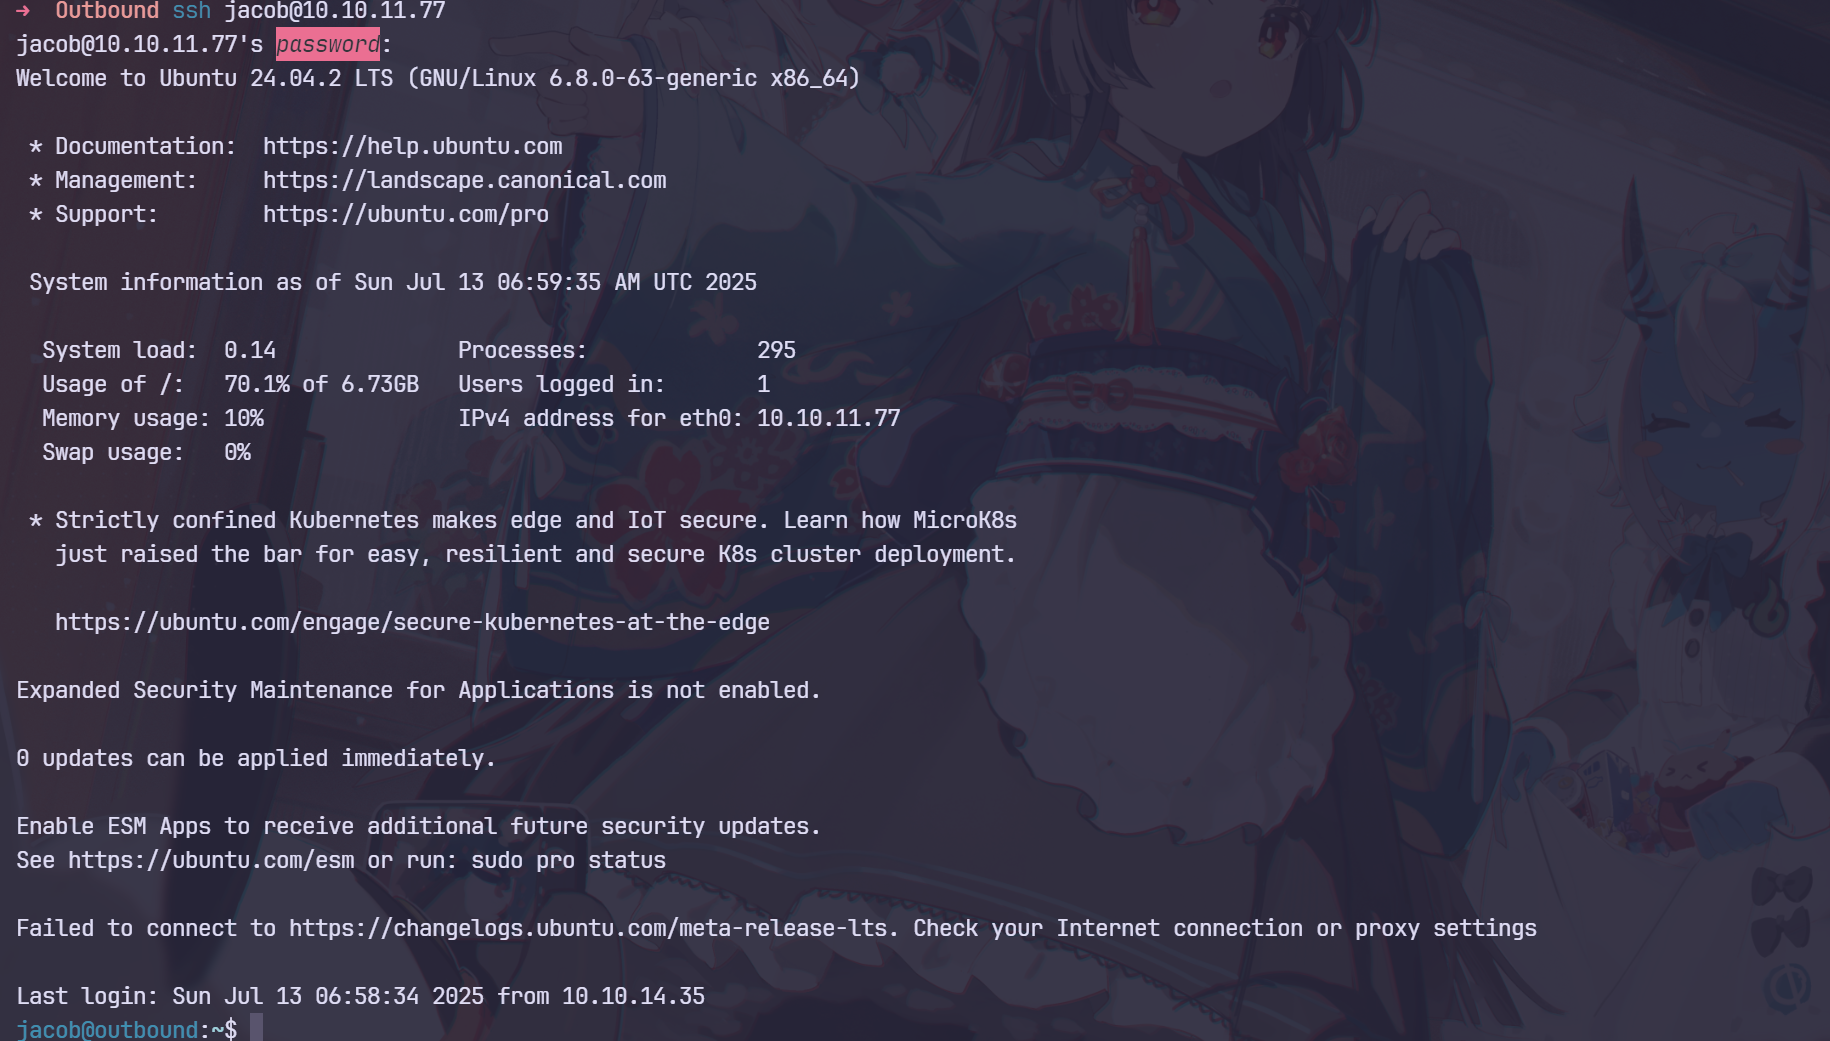 → Outbound ssh jacob@10.10.11.77
jacob@10.10.11.77's password:
Welcome to Ubuntu 24.04.2 LTS (GNU/Linux 6.8.0-63-generic x86_64)
* Documentation: https://help.ubuntu.com
* Management: https://landscape.canonical.com
* Support: https://ubuntu.com/pro
System information as of Sun Jul 13 06:59:35 AM UTC 2025
System load: 0.14 Processes: 295
Usage of /: 70.1% of 6.73GB Users logged in: 1
Memory usage: 10% IPv4 address for eth0: 10.10.11.77
Swap usage: 0%
* Strictly confined Kubernetes makes edge and IoT secure. Learn how MicroK8s
just raised the bar for easy, resilient and secure K8s cluster deployment.
https://ubuntu.com/engage/secure-kubernetes-at-the-edge
Expanded Security Maintenance for Applications is not enabled.
0 updates can be applied immediately.
Enable ESM Apps to receive additional future security updates.
See https://ubuntu.com/esm or run: sudo pro status
Failed to connect to https://changelogs.ubuntu.com/meta-release-lts. Check your Internet connection or proxy settings
Last login: Sun Jul 13 06:58:34 2025 from 10.10.14.35
jacob@outbound:~$